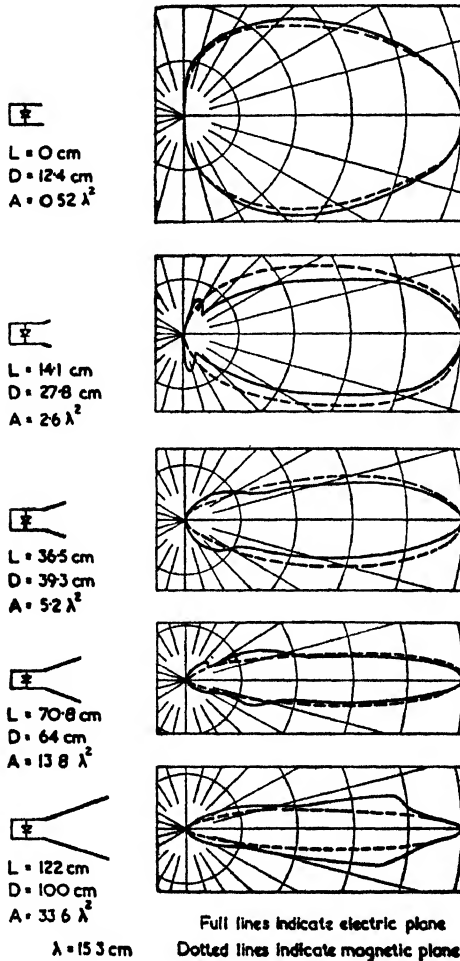 L = 0 cm
D = 12·4 cm
A = 0 52 λ²
L = 14·1 cm
D = 27·8 cm
A = 2·6 λ²
L = 36·5 cm
D = 39·3 cm
A = 5·2 λ²
L = 70·8 cm
D = 64 cm
A = 13 8 λ²
L = 122 cm
D = 100 cm
A = 33 6 λ²
λ = 15 3 cm
Full lines indicate electric plane
Dotted lines indicate magnetic plane